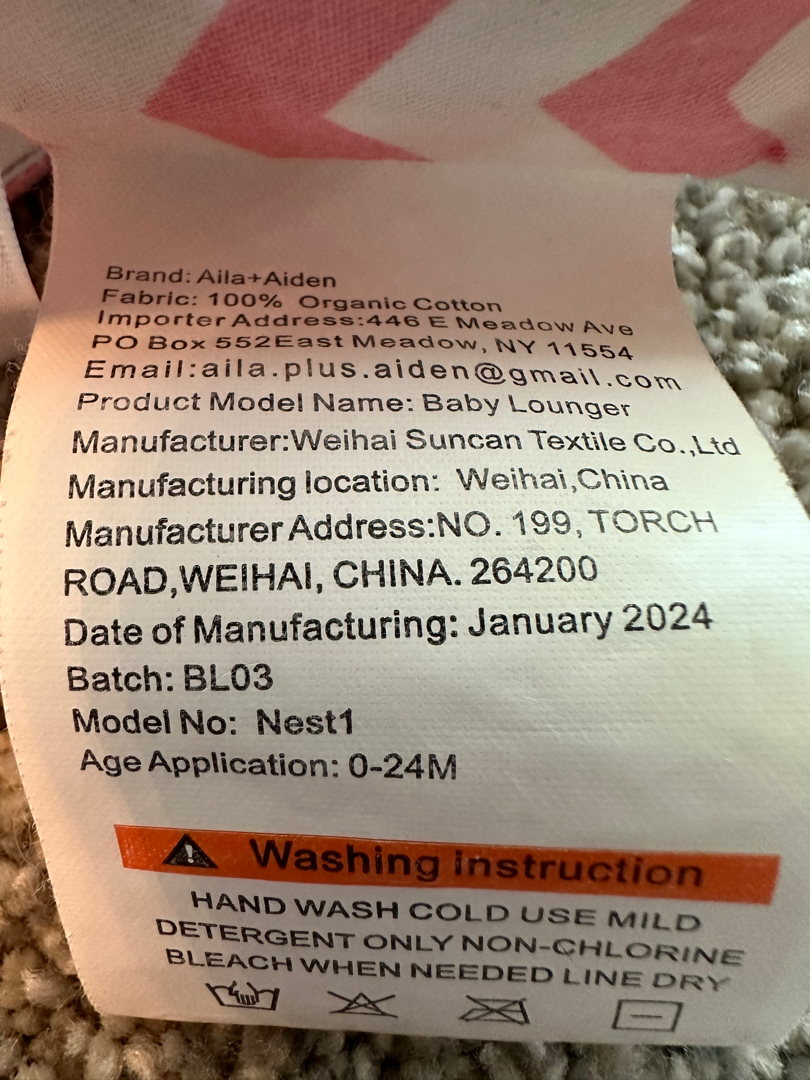 Brand: Aila+Aiden
Fabric: 100% Organic Cotton
Importer Address:446 E Meadow Ave
PO Box 552East Meadow, NY 11554
Email:aila.plus.aiden@gmail.com
Product Model Name: Baby Lounger
Manufacturer:Weihai Suncan Textile Co.,Ltd
Manufacturing location: Weihai,China
Manufacturer Address:NO. 199, TORCH
ROAD,WEIHAI, CHINA. 264200
Date of Manufacturing: January 2024
Batch: BL03
Model No: Nest1
Age Application: 0-24M
Washing instruction
HAND WASH COLD USE MILD
DETERGENT ONLY NON-CHLORINE
BLEACH WHEN NEEDED LINE DRY